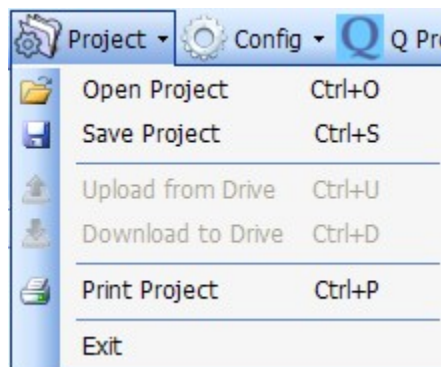 Project Config Q Pro
Open Project Ctrl+O
Save Project Ctrl+S
Upload from Drive Ctrl+U
Download to Drive Ctrl+D
Print Project Ctrl+P
Exit